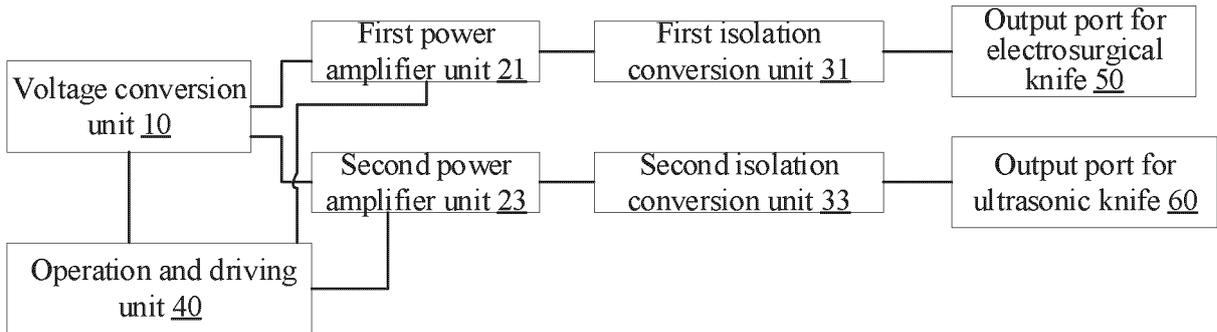 Voltage conversion
unit 10
First power
amplifier unit 21
First isolation
conversion unit 31
Output port for
electrosurgical
knife 50
Second power
amplifier unit 23
Second isolation
conversion unit 33
Output port for
ultrasonic knife 60
Operation and driving
unit 40